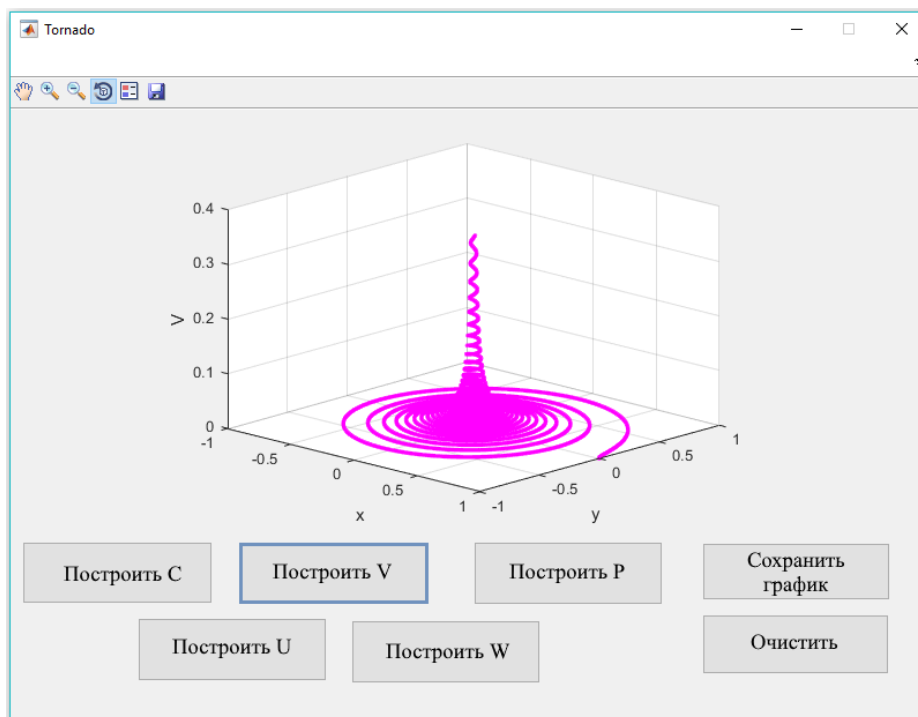 Tornado
0.4
0.3
0.2
0.1
0
V
-1
-0.5
0
0.5
1
x
-1
-0.5
0
0.5
1
y
Построить C
Построить V
Построить P
Сохранить
график
Построить U
Построить W
Очистить